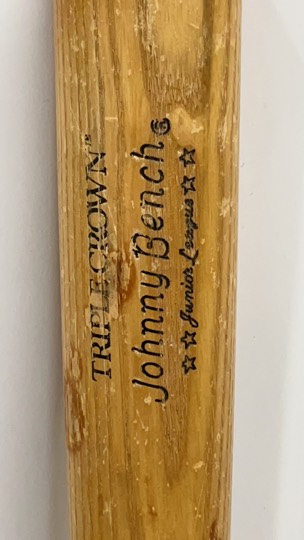 TRIPLE CROWN™
Johnny Bench®
☆☆ Junior League ☆☆